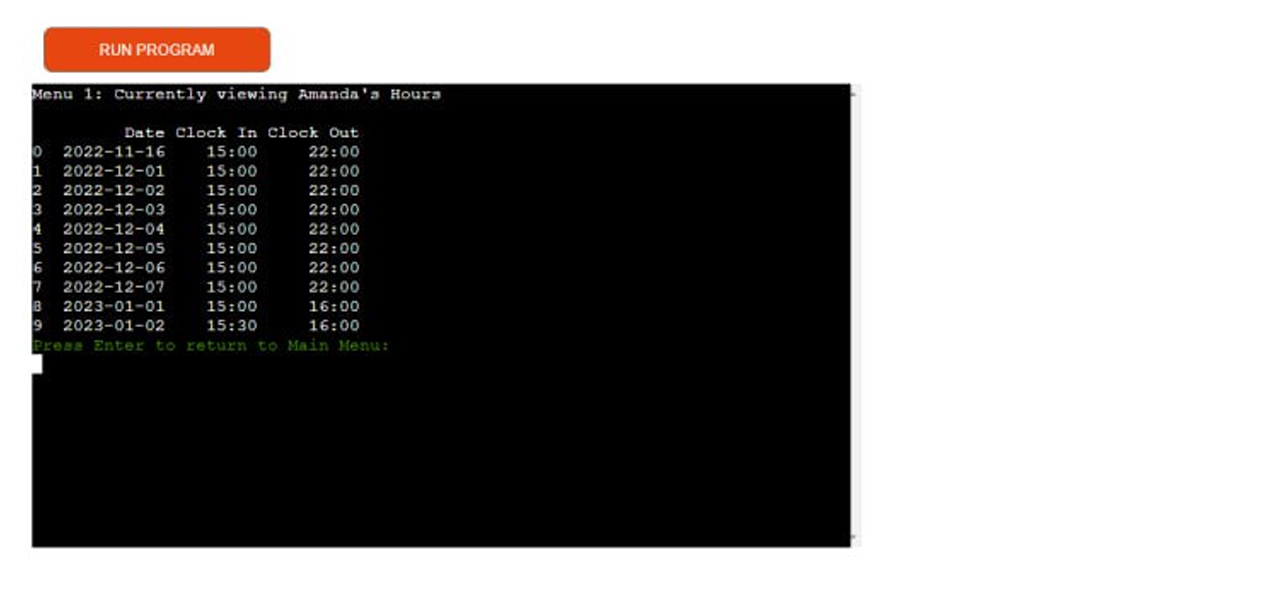 RUN PROGRAM
Menu 1: Currently viewing Amanda's Hours
Date Clock In Clock Out
0 2022-11-16 15:00 22:00
1 2022-12-01 15:00 22:00
2 2022-12-02 15:00 22:00
3 2022-12-03 15:00 22:00
4 2022-12-04 15:00 22:00
5 2022-12-05 15:00 22:00
6 2022-12-06 15:00 22:00
7 2022-12-07 15:00 22:00
8 2023-01-01 15:00 16:00
9 2023-01-02 15:30 16:00
Press Enter to return to Main Menu: